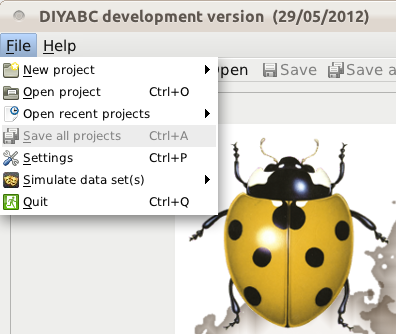 DIYABC development version (29/05/2012)
File Help
Open Save Save a
New project
Open project Ctrl+O
Open recent projects
Save all projects Ctrl+A
Settings Ctrl+P
Simulate data set(s)
Quit Ctrl+Q